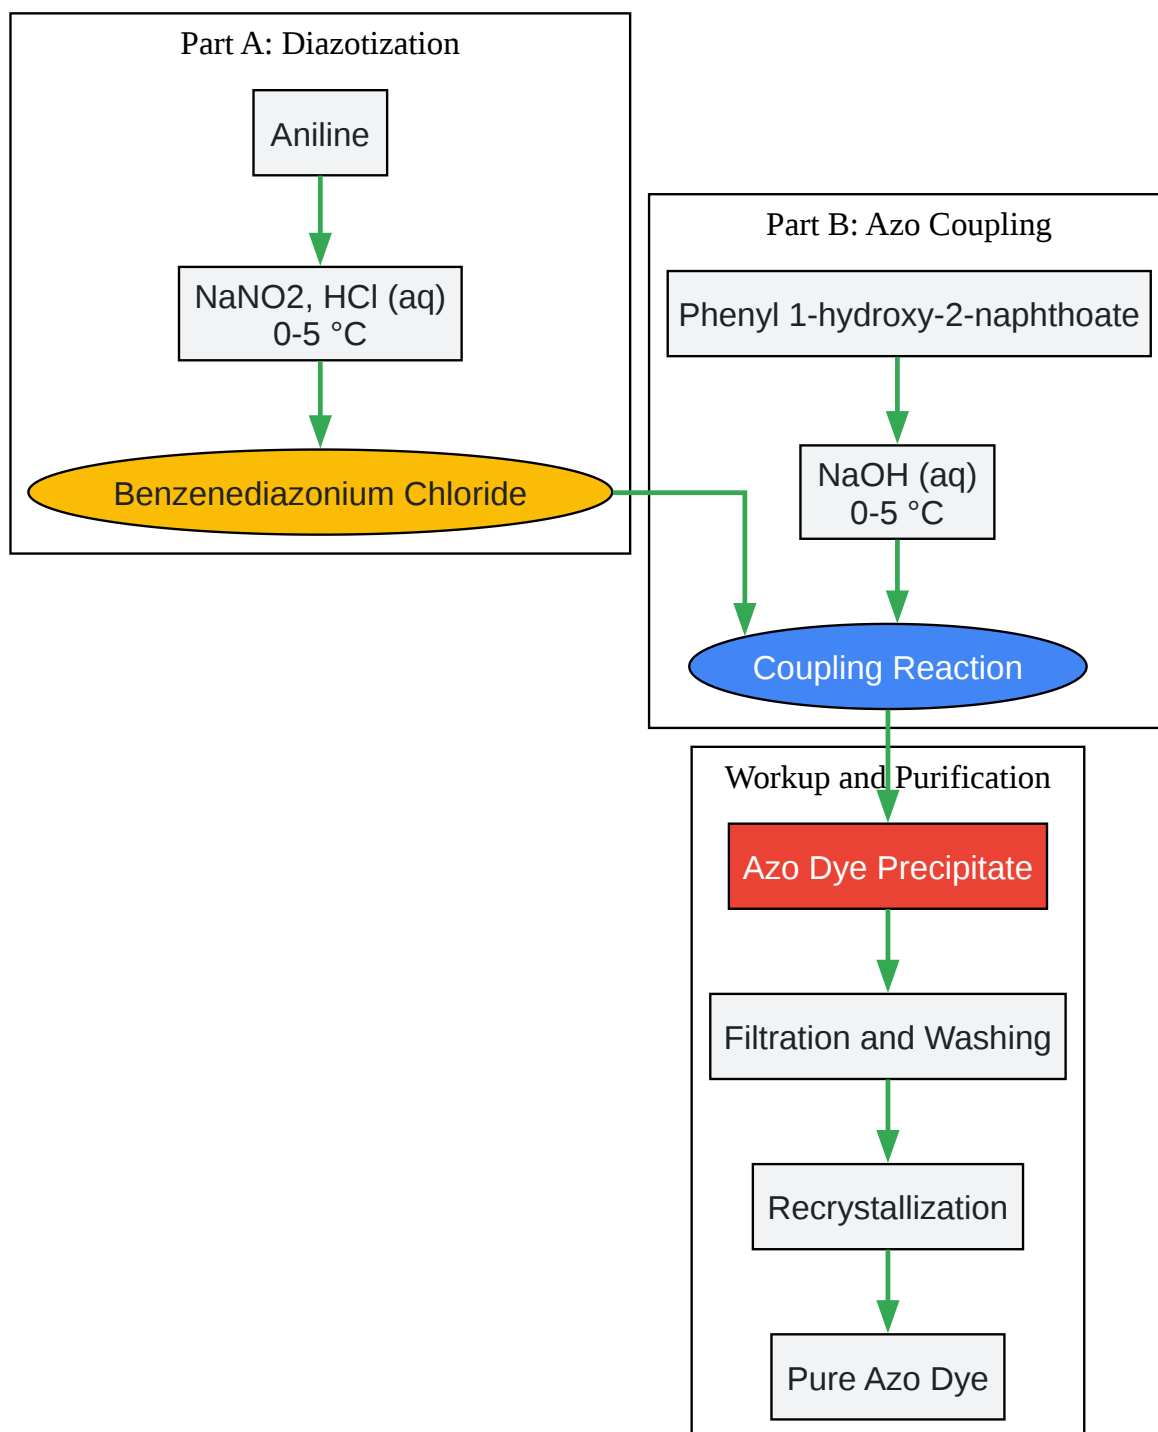 Part A: Diazotization
Aniline
NaNO2, HCl (aq)
0-5 °C
Benzenediazonium Chloride
Part B: Azo Coupling
Phenyl 1-hydroxy-2-naphthoate
NaOH (aq)
0-5 °C
Coupling Reaction
Workup and Purification
Azo Dye Precipitate
Filtration and Washing
Recrystallization
Pure Azo Dye